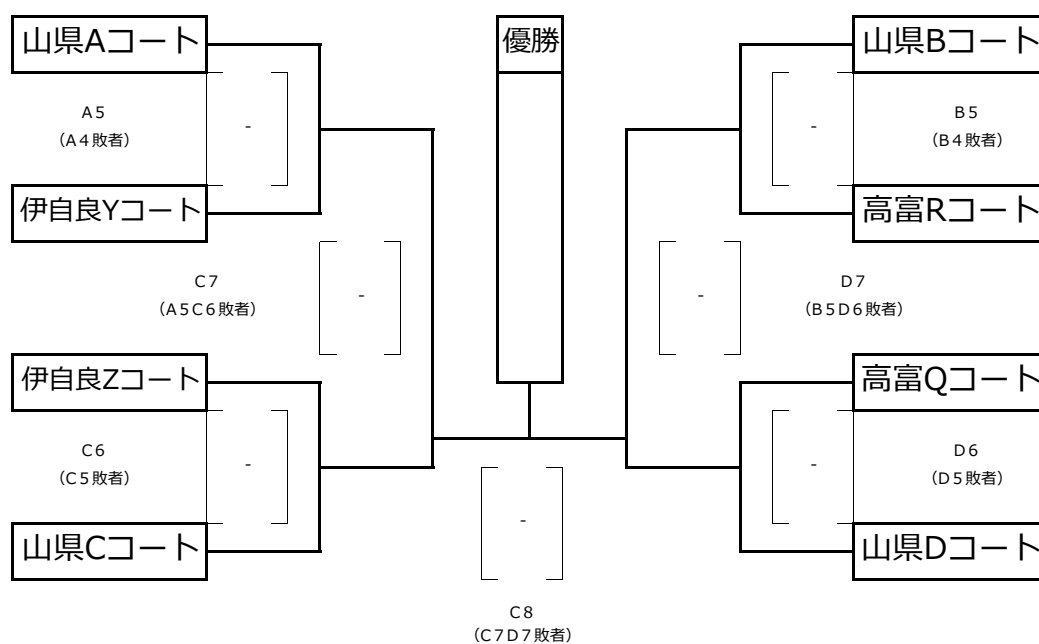 山県Aコート
優勝
山県Bコート
A5
(A4敗者)
-
-
B5
(B4敗者)
伊自良Yコート
高富Rコート
C7
(A5C6敗者)
-
-
D7
(B5D6敗者)
伊自良Zコート
高富Qコート
C6
(C5敗者)
-
-
D6
(D5敗者)
山県Cコート
-
山県Dコート
C8
(C7D7敗者)